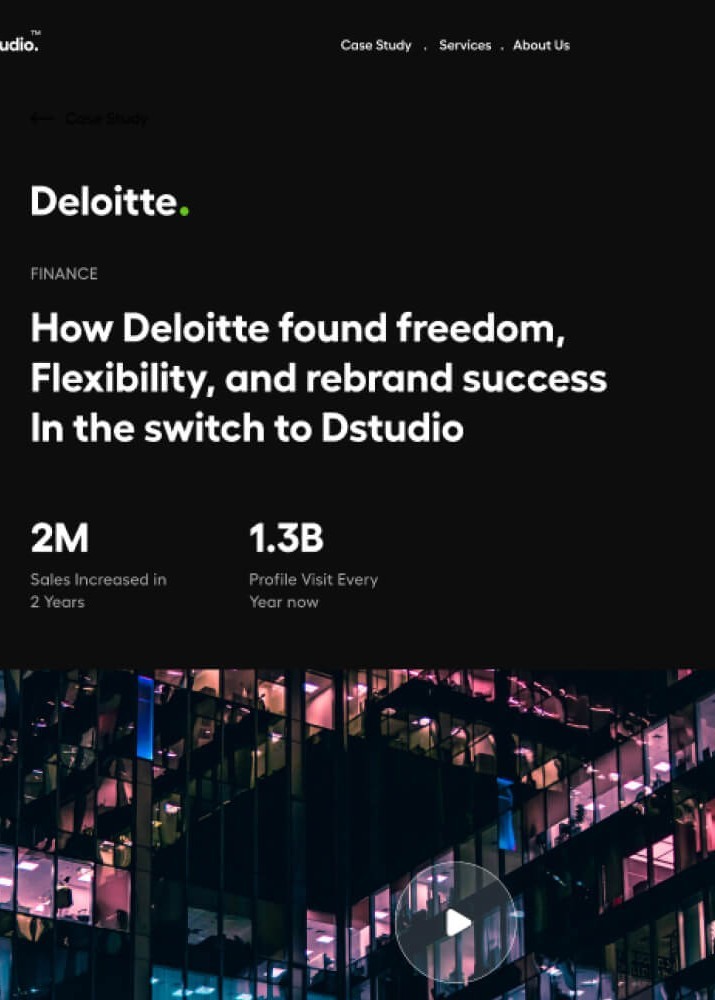 udio.™
Case Study . Services . About Us
← Case Study
Deloitte.
FINANCE
How Deloitte found freedom,
Flexibility, and rebrand success
In the switch to Dstudio
2M 1.3B
Sales Increased in Profile Visit Every
2 Years Year now